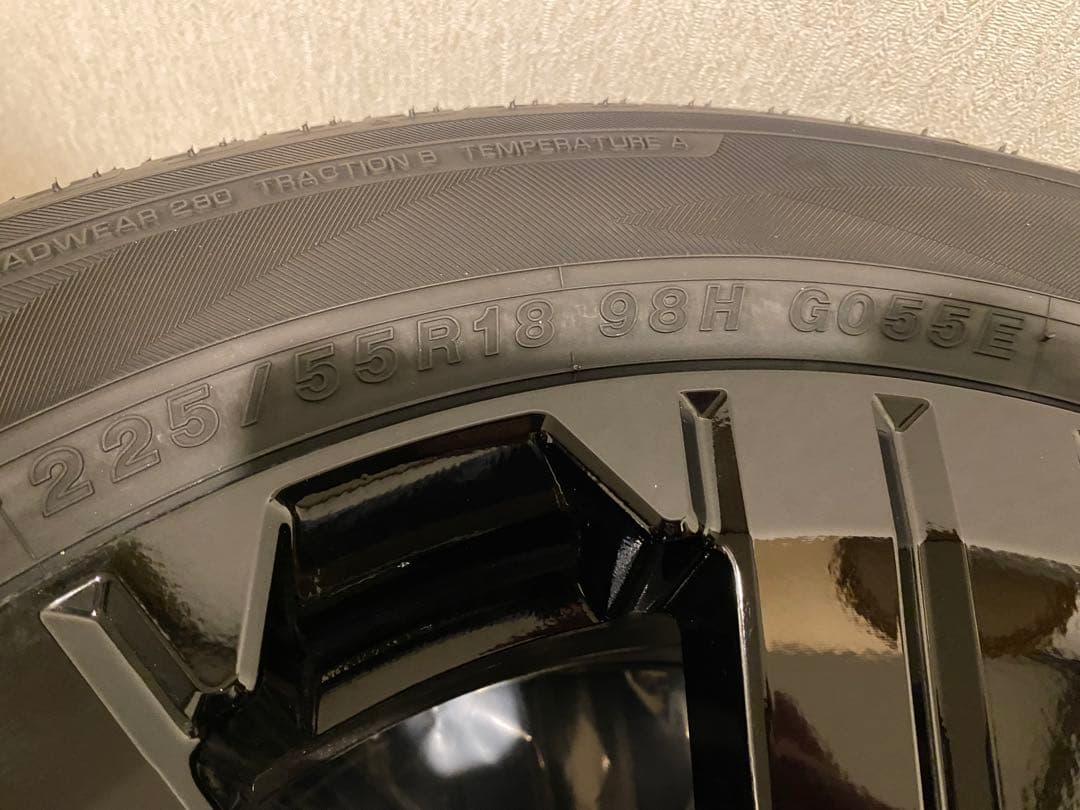 ADWEAR 280 TRACTION B TEMPERATURE A
225/55R18 98H G055E